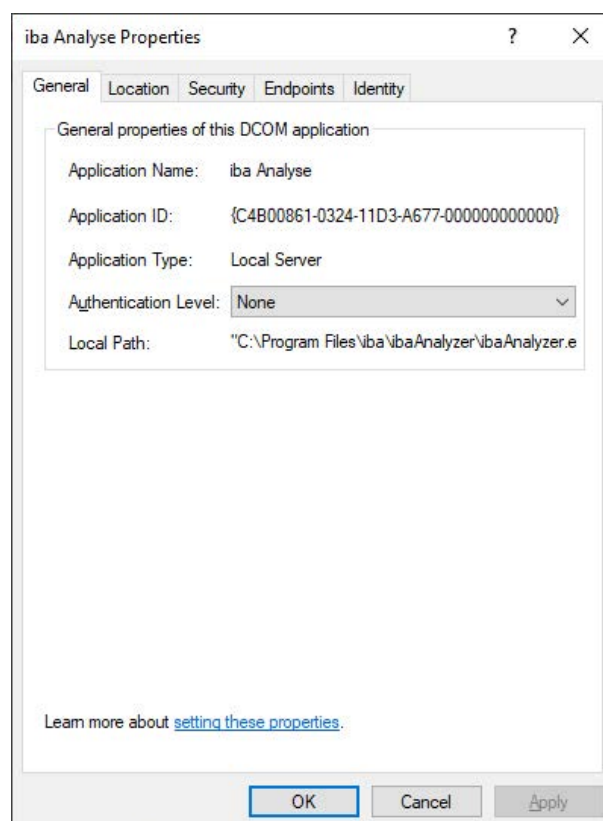 iba Analyse Properties ? ×
General Location Security Endpoints Identity
General properties of this DCOM application
Application Name: iba Analyse
Application ID: {C4B00861-0324-11D3-A677-000000000000}
Application Type: Local Server
Authentication Level: None
Local Path: "C:\Program Files\iba\ibaAnalyzer\ibaAnalyzer.e
Learn more about setting these properties.
OK Cancel Apply